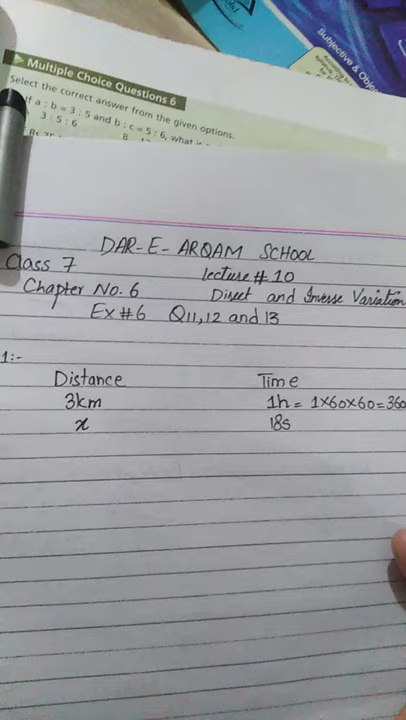 Subjective & Objec
Multiple Choice Questions 6
Select the correct answer from the given options.
If a : b = 3 : 5 and b : c = 5 : 6, what i
3 : 5 : 6
B
DAR-E-ARQAM SCHOOL
Class 7
lecture # 10
Chapter No. 6 Direct and Inverse Variation
Ex # 6 Q11,12 and 13
1:-
Distance Time
3km 1h = 1×60×60=360
x 18s